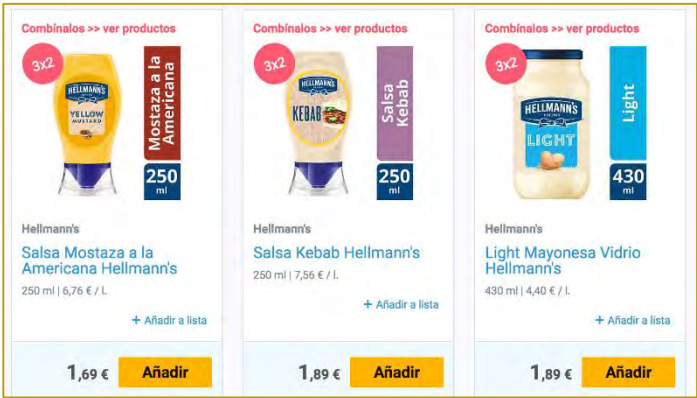 Combínalos >> ver productos
3x2
HELLMANN'S
YELLOW
MUSTARD
Mostaza a la
Americana
250
ml
Hellmann's
Salsa Mostaza a la
Americana Hellmann's
250 ml | 6,76 € / l.
+ Añadir a lista
1,69 €
Añadir
Combínalos >> ver productos
3x2
HELLMANN'S
KEBAB
Salsa
Kebab
250
ml
Hellmann's
Salsa Kebab Hellmann's
250 ml | 7,56 € / l.
+ Añadir a lista
1,89 €
Añadir
Combínalos >> ver productos
3x2
HELLMANN'S
LIGHT
Light
430
ml
Hellmann's
Light Mayonesa Vidrio
Hellmann's
430 ml | 4,40 € / l.
+ Añadir a lista
1,89 €
Añadir